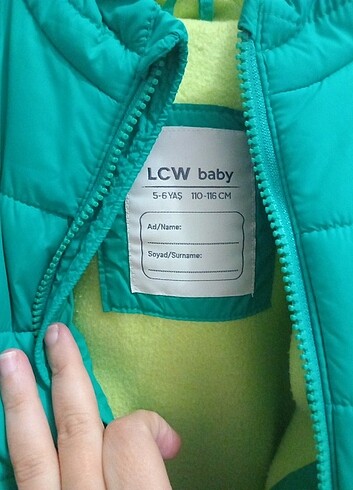 LCW baby
5-6 YAŞ 110-116 CM
Ad/Name:
Soyad/Surname: